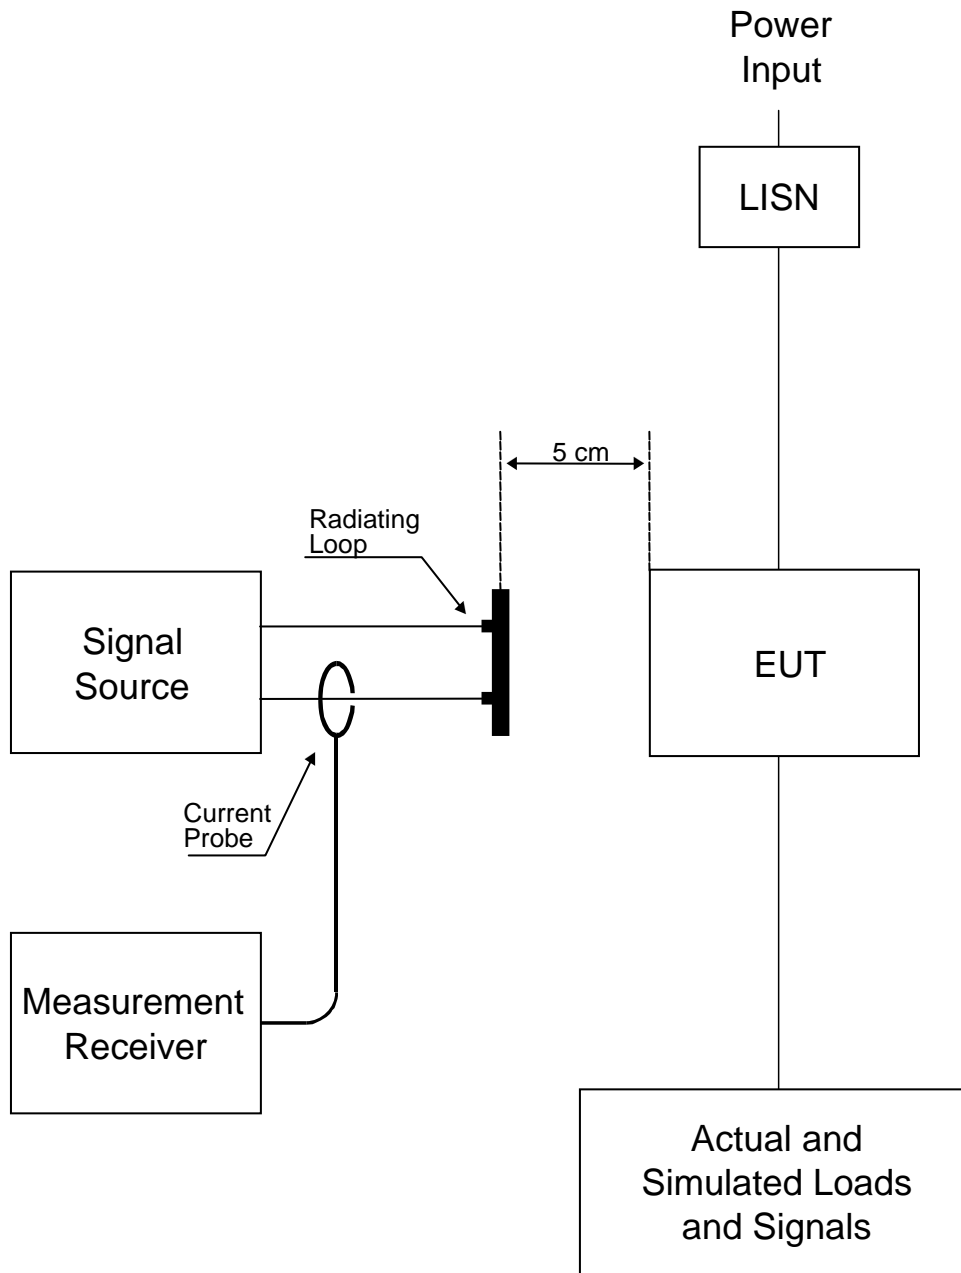 Power
Input
LISN
5 cm
Radiating
Loop
Signal
Source
EUT
Current
Probe
Measurement
Receiver
Actual and
Simulated Loads
and Signals